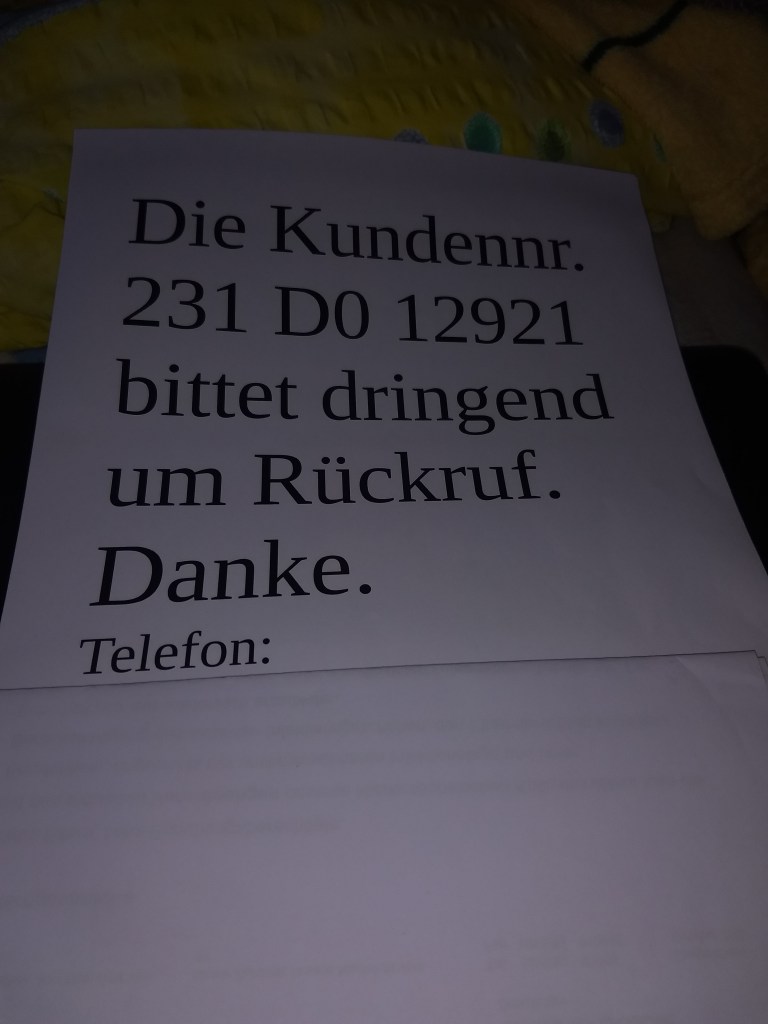 Die Kundennr.
231 D0 12921
bittet dringend
um Rückruf.
Danke.
Telefon: